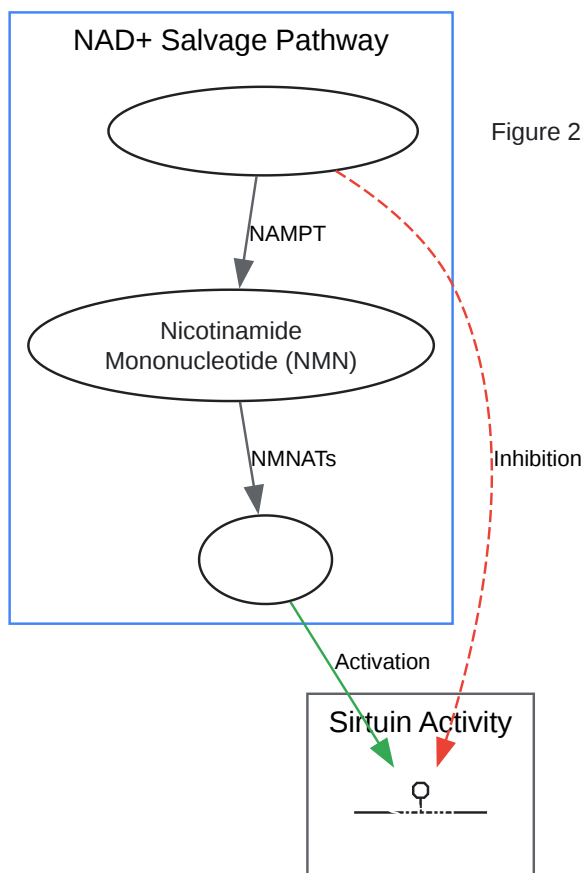 NAD+ Salvage Pathway
Figure 2
NAMPT
Nicotinamide
Mononucleotide (NMN)
NMNATs
Inhibition
Activation
Sirtuin Activity